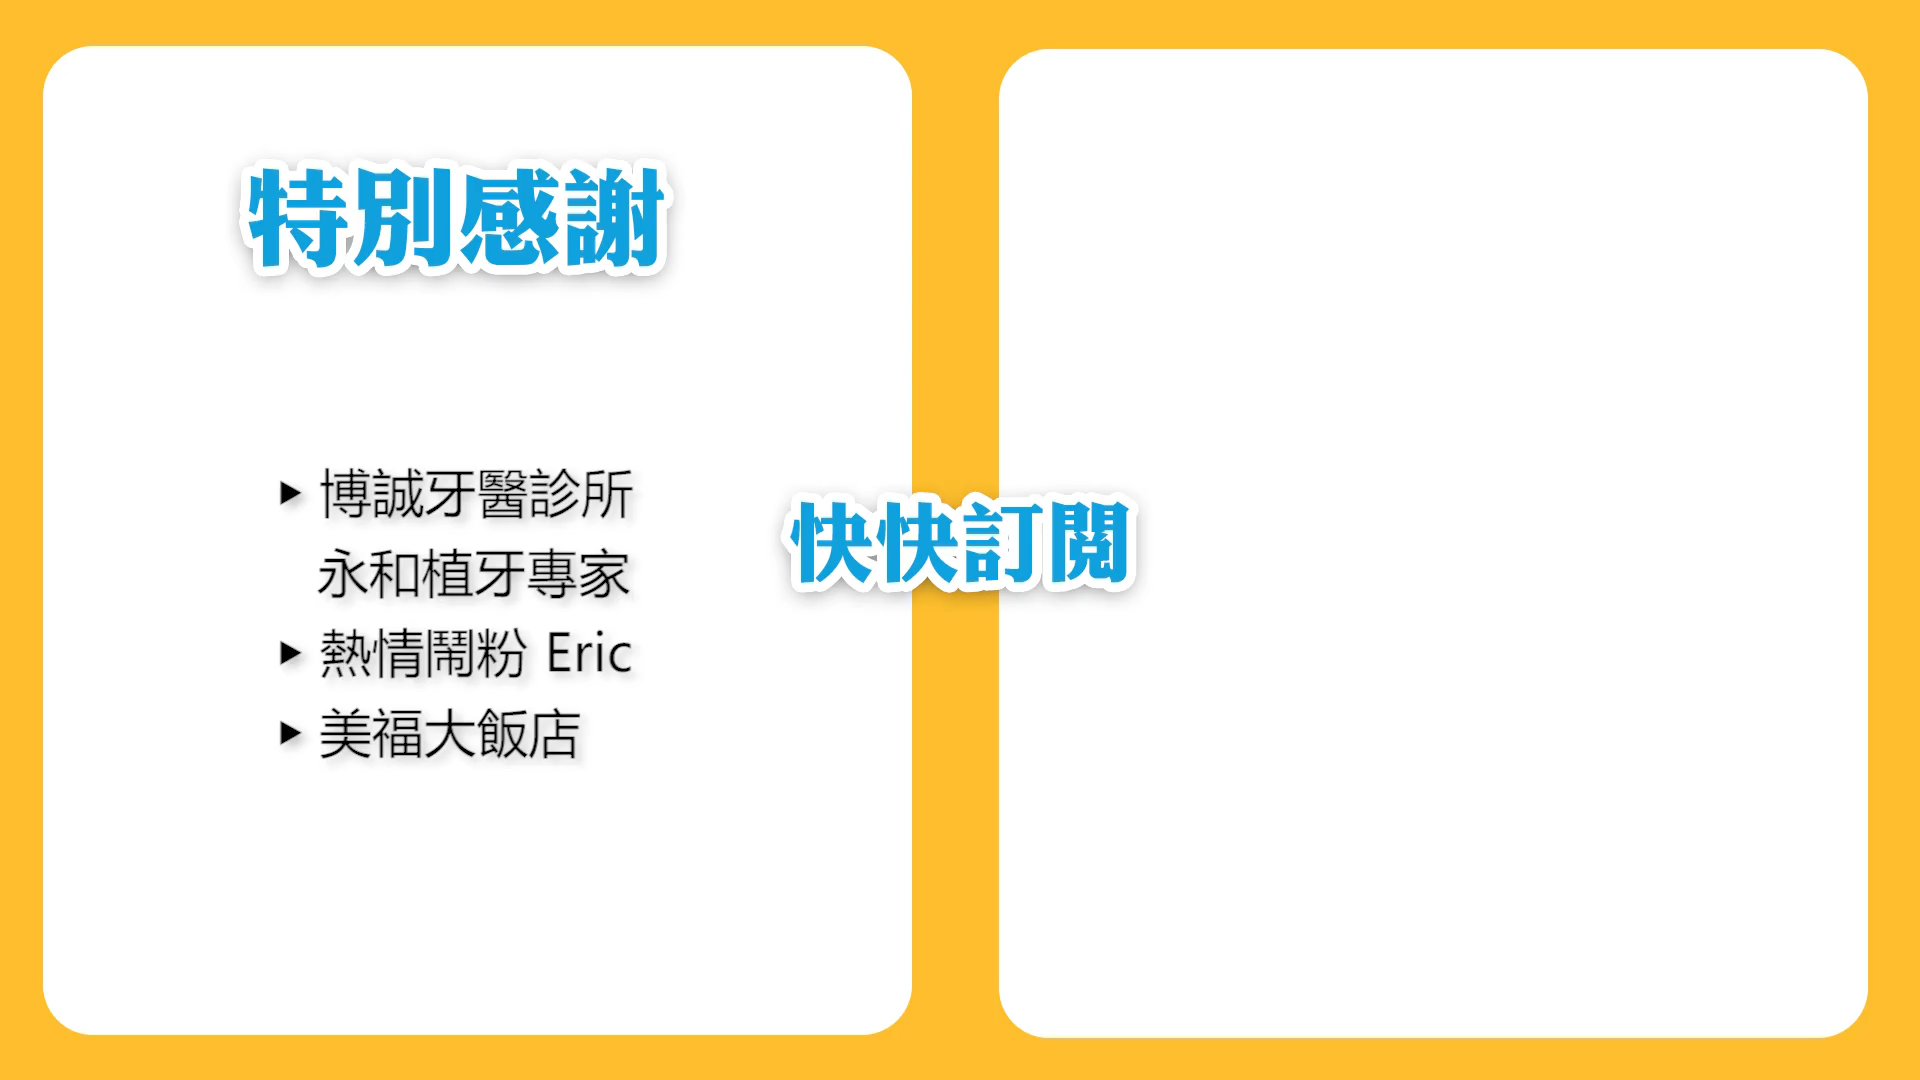 特別感謝
▶ 博誠牙醫診所
永和植牙專家
▶ 熱情鬧粉 Eric
▶ 美福大飯店
快快訂閱